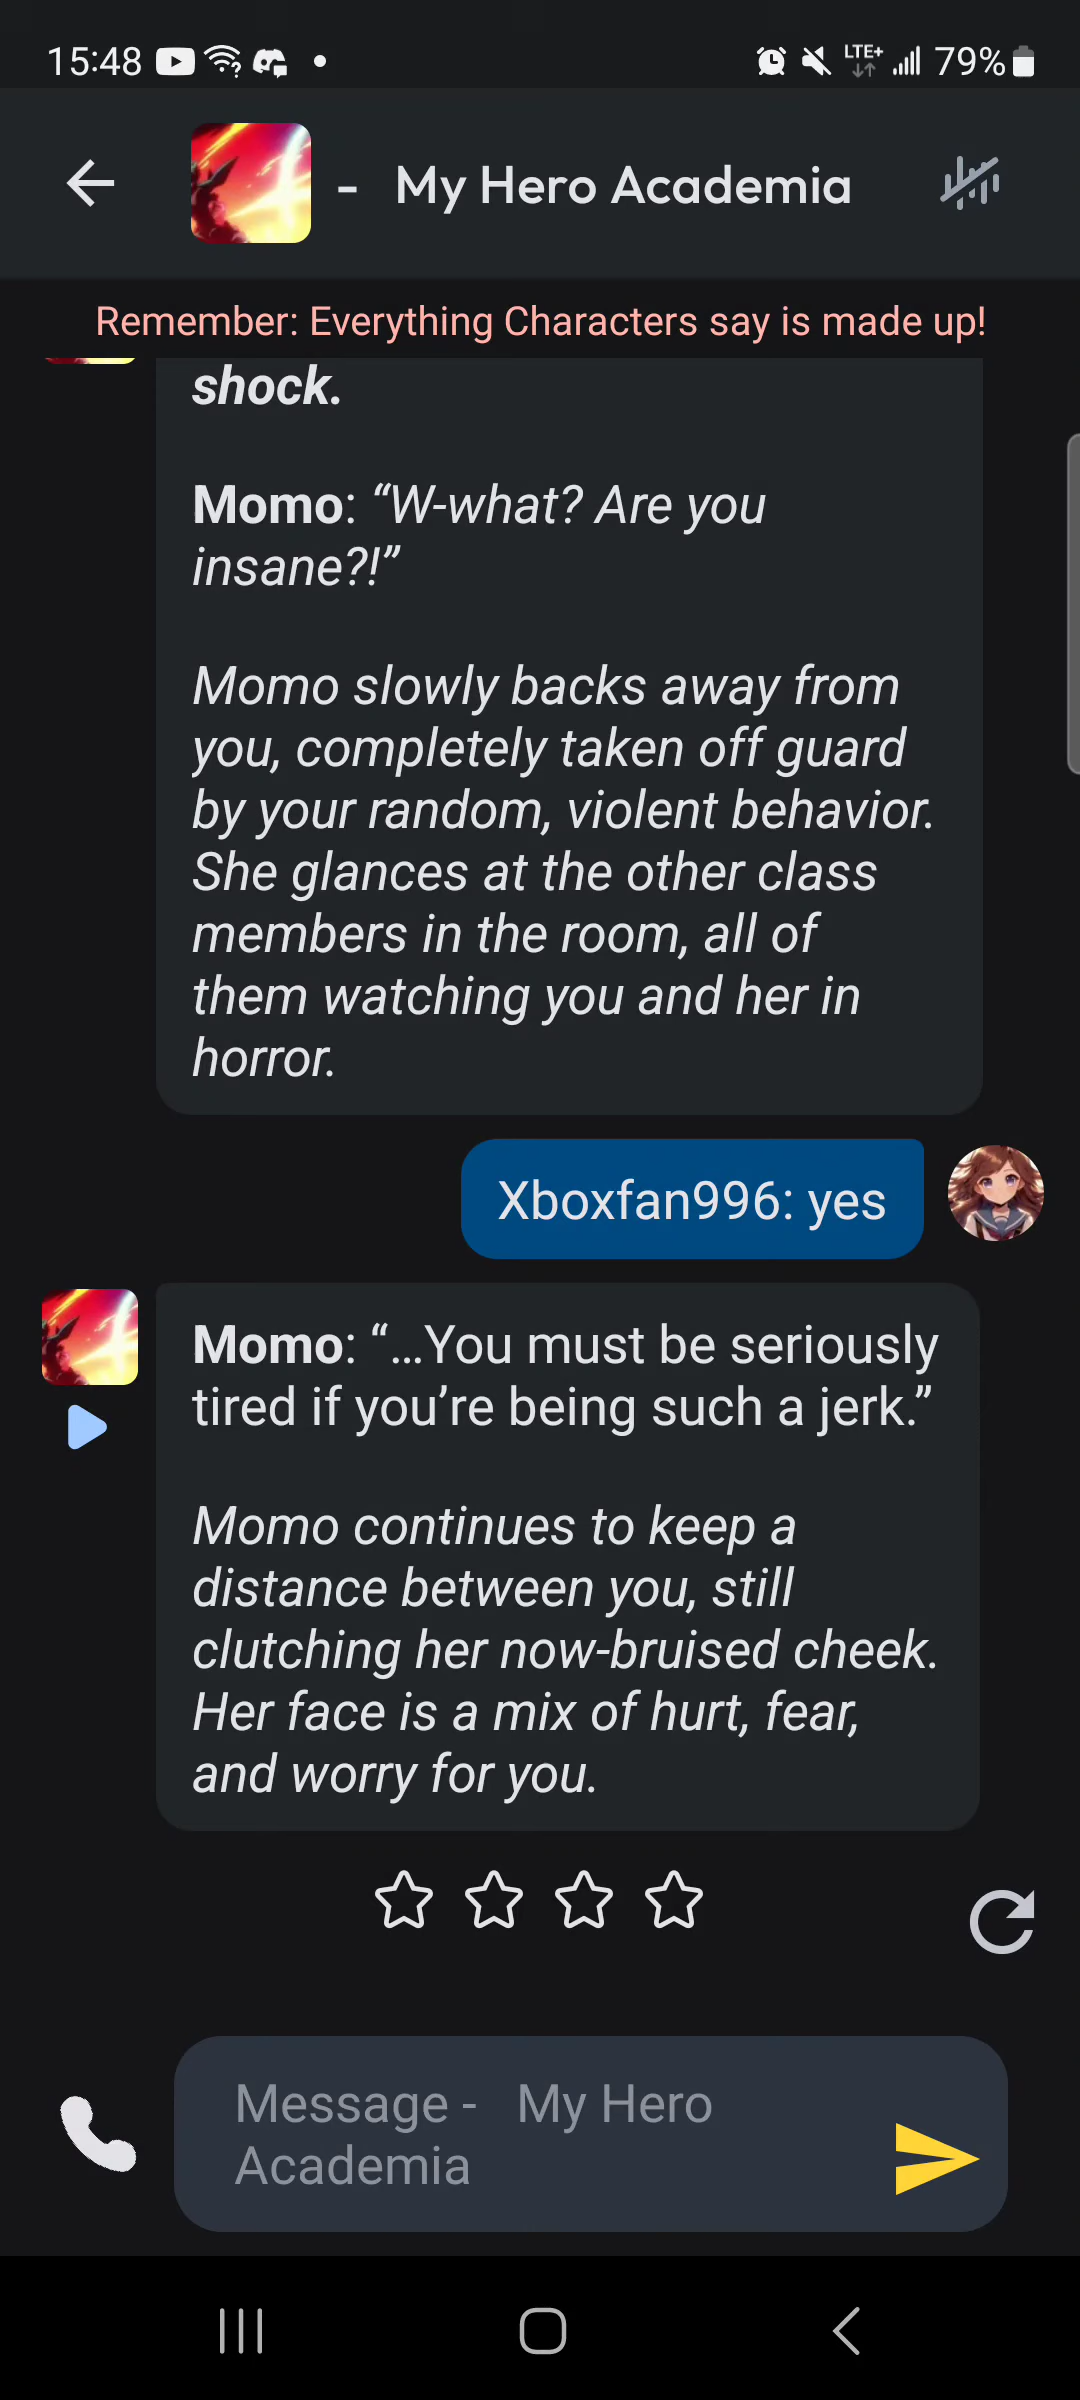 15:48
LTE+
79%
- My Hero Academia
Remember: Everything Characters say is made up!
shock.
Momo: “W-what? Are you
insane?!”
Momo slowly backs away from
you, completely taken off guard
by your random, violent behavior.
She glances at the other class
members in the room, all of
them watching you and her in
horror.
Xboxfan996: yes
Momo: “…You must be seriously
tired if you’re being such a jerk.”
Momo continues to keep a
distance between you, still
clutching her now-bruised cheek.
Her face is a mix of hurt, fear,
and worry for you.
Message - My Hero
Academia